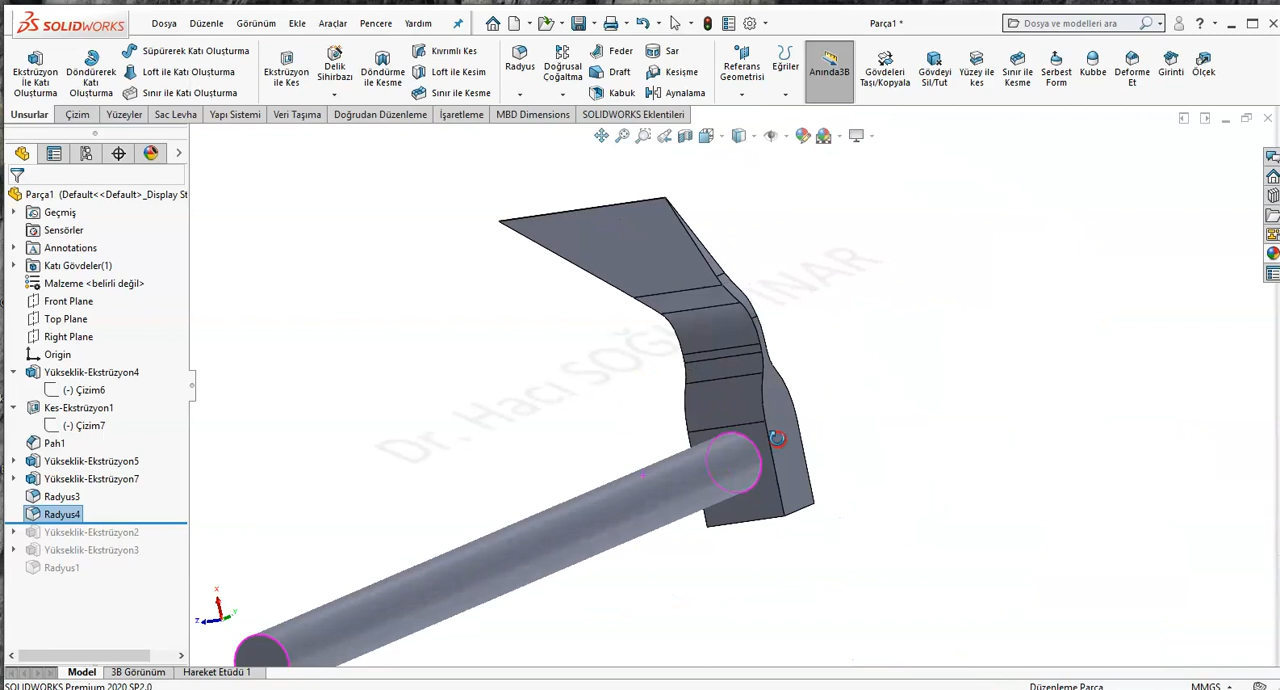 SOLIDWORKS
Dosya Düzenle Görünüm Ekle Araçlar Pencere Yardım
Parça1 *
Dosya ve modelleri ara
Ekstrüzyon ile Katı Oluşturma
Döndürerek Katı Oluşturma
Süpürerek Katı Oluşturma
Loft ile Katı Oluşturma
Sınır ile Katı Oluşturma
Ekstrüzyon ile Kes
Delik Sihirbazı
Döndürme ile Kesme
Kıvrımlı Kes
Loft ile Kesim
Sınır ile Kesme
Radyus
Doğrusal Çoğaltma
Feder
Draft
Kabuk
Sar
Kesişme
Aynalama
Referans Geometrisi
Eğriler
Anında3B
Gövdeleri Taşı/Kopyala
Gövdeyi Sil/Tut
Yüzey ile kes
Sınır ile Kesme
Serbest Form
Kubbe
Deforme Et
Girinti
Ölçek
Unsurlar Çizim Yüzeyler Sac Levha Yapı Sistemi Veri Taşıma Doğrudan Düzenleme İşaretleme MBD Dimensions SOLIDWORKS Eklentileri
Parça1 (Default<<Default>_Display St
Geçmiş
Sensörler
Annotations
Katı Gövdeler(1)
Malzeme <belirli değil>
Front Plane
Top Plane
Right Plane
Origin
Yükseklik-Ekstrüzyon4
(-) Çizim6
Kes-Ekstrüzyon1
(-) Çizim7
Pah1
Yükseklik-Ekstrüzyon5
Yükseklik-Ekstrüzyon7
Radyus3
Radyus4
Yükseklik-Ekstrüzyon2
Yükseklik-Ekstrüzyon3
Radyus1
Dr. Hacı
X
Y
Z
Model 3B Görünüm Hareket Etüdü 1
SOLIDWORKS Premium 2020 SP2.0
Düzenleme Parça
MMGS